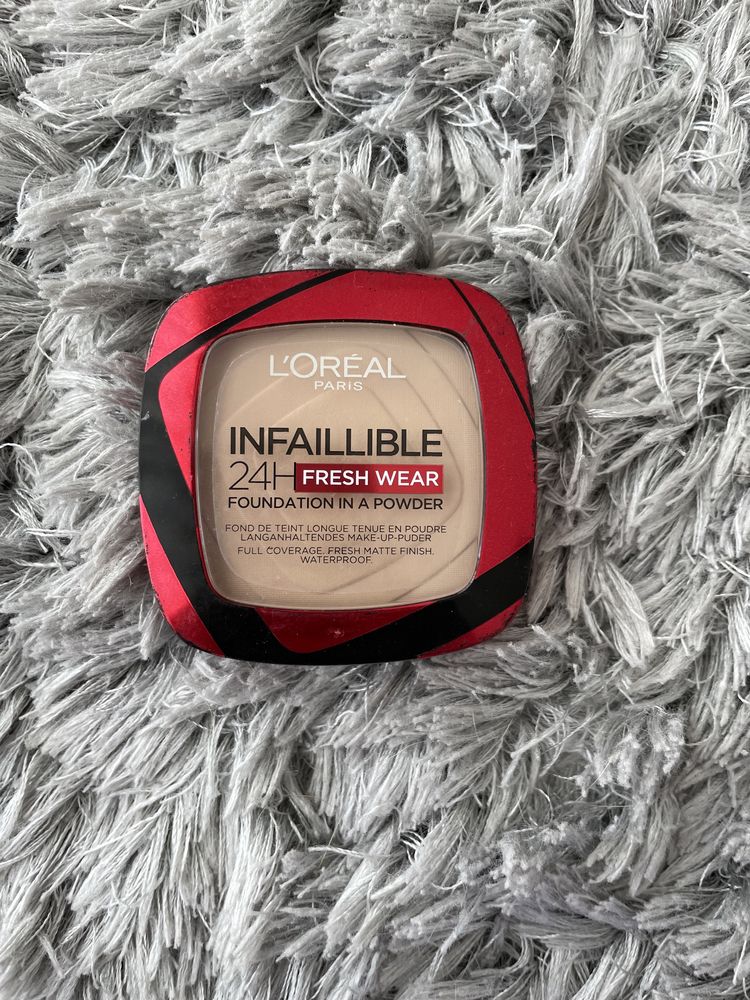 L'ORÉAL
PARIS
INFAILLIBLE
24H FRESH WEAR
FOUNDATION IN A POWDER
FOND DE TEINT LONGUE TENUE EN POUDRE
LANGANHALTENDES MAKE-UP-PUDER
FULL COVERAGE. FRESH MATTE FINISH.
WATERPROOF.